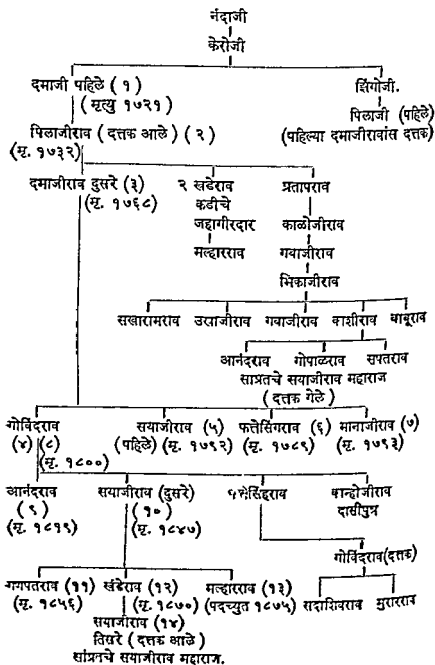 नंदाजी
केरोजी
दमाजी पहिले (१) झिंगोजी.
(मृत्यु १७२१) पिलाजी (पहिले)
पिलाजीराव (दत्तक आले) (२) (पहिल्या दमाजीरावांस दत्तक)
(मृ. १७३२)
दमाजीराव दुसरे (३) २ खंडेराव प्रतापराव
(मृ. १७६८) कडीचे
जहागीरदार काळोजीराव
मल्हारराव गयाजीराव
भिकाजीराव
सखारामराव उखाजीराव गयाजीराव काशीराव बाबूराव
आनंदराव गोपाळराव संपतराव
सांप्रतचे सयाजीराव महाराज
(दत्तक गेले)
गोविंदराव सयाजीराव (५) फत्तेसिंगराव (६) मानाजीराव (७)
(४) (८) (पहिले) (मृ. १७९२) (मृ. १७८९) (मृ. १७९३)
(मृ. १८००)
आनंदराव सयाजीराव (दुसरे) फत्तेसिंहराव कान्होजीराव
(९) (१०) दासीपुत्र
(मृ. १८१९) (मृ. १८४७)
गोविंदराव(दत्तक)
गणपतराव (११) खंडेराव (१२) मल्हारराव (१३)
(मृ. १८५६) (मृ. १८७०) (पदच्युत १८७५) सदाशिवराव मुरारराव
सयाजीराव (१४)
तिसरे (दत्तक आले)
सांप्रतचे सयाजीराव महाराज.